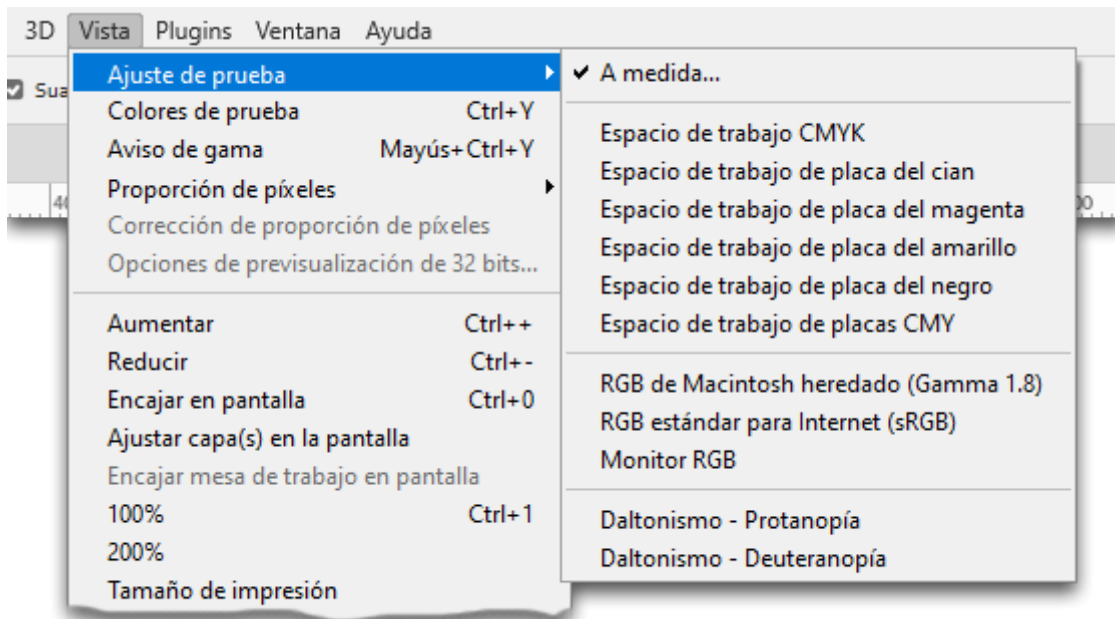 3D Vista Plugins Ventana Ayuda
Sua
Ajuste de prueba
Colores de prueba Ctrl+Y
Aviso de gama Mayús+Ctrl+Y
Proporción de píxeles
Corrección de proporción de píxeles
Opciones de previsualización de 32 bits...
Aumentar Ctrl++
Reducir Ctrl+-
Encajar en pantalla Ctrl+0
Ajustar capa(s) en la pantalla
Encajar mesa de trabajo en pantalla
100% Ctrl+1
200%
Tamaño de impresión
A medida...
Espacio de trabajo CMYK
Espacio de trabajo de placa del cian
Espacio de trabajo de placa del magenta
Espacio de trabajo de placa del amarillo
Espacio de trabajo de placa del negro
Espacio de trabajo de placas CMY
RGB de Macintosh heredado (Gamma 1.8)
RGB estándar para Internet (sRGB)
Monitor RGB
Daltonismo - Protanopía
Daltonismo - Deuteranopía